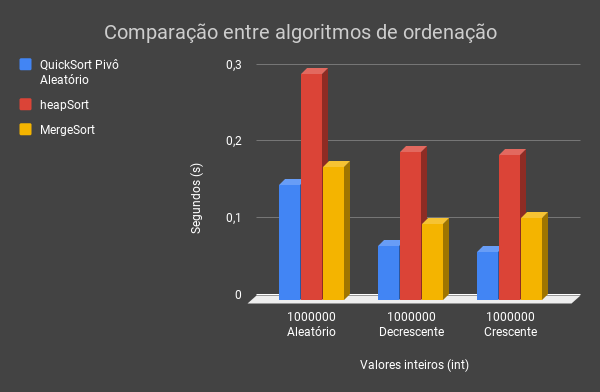 Comparação entre algoritmos de ordenação
QuickSort Pivô
Aleatório
heapSort
MergeSort
Segundos (s)
0,3
0,2
0,1
0
1000000
Aleatório
1000000
Decrescente
1000000
Crescente
Valores inteiros (int)